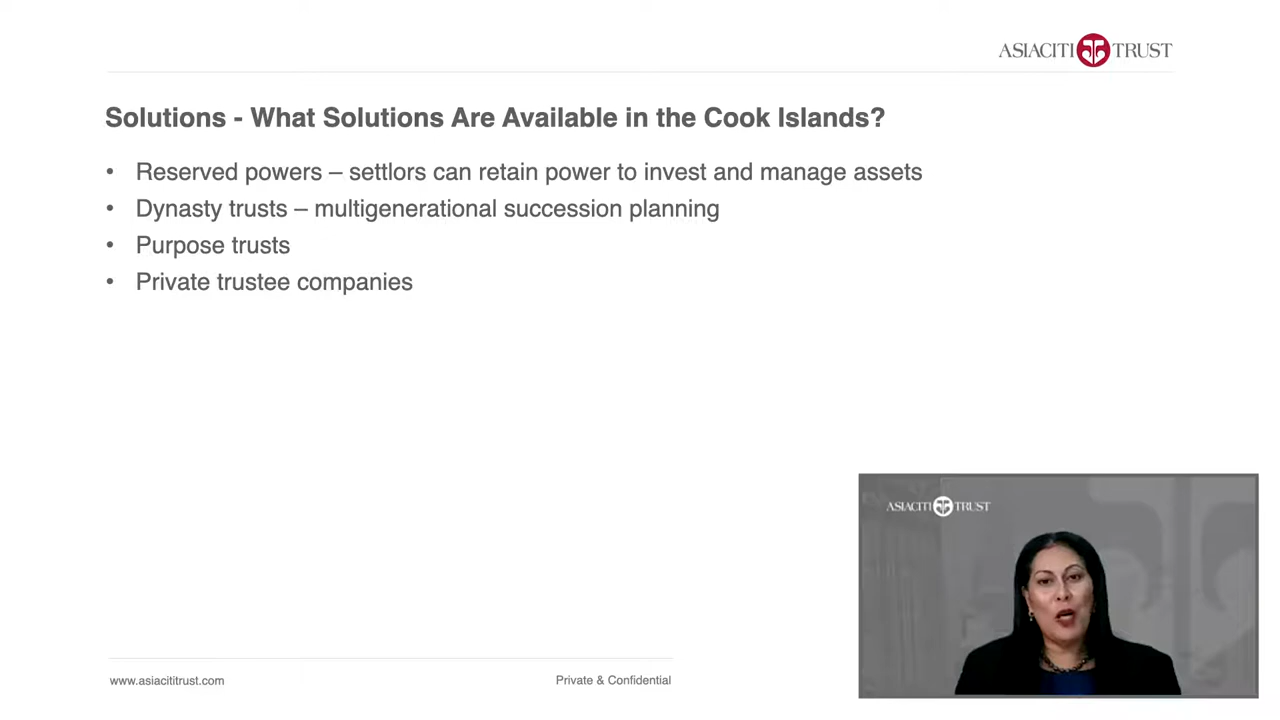 ASIACITI TRUST
Solutions - What Solutions Are Available in the Cook Islands?
• Reserved powers – settlors can retain power to invest and manage assets
• Dynasty trusts – multigenerational succession planning
• Purpose trusts
• Private trustee companies
ASIACITI TRUST
www.asiacititrust.com
Private & Confidential